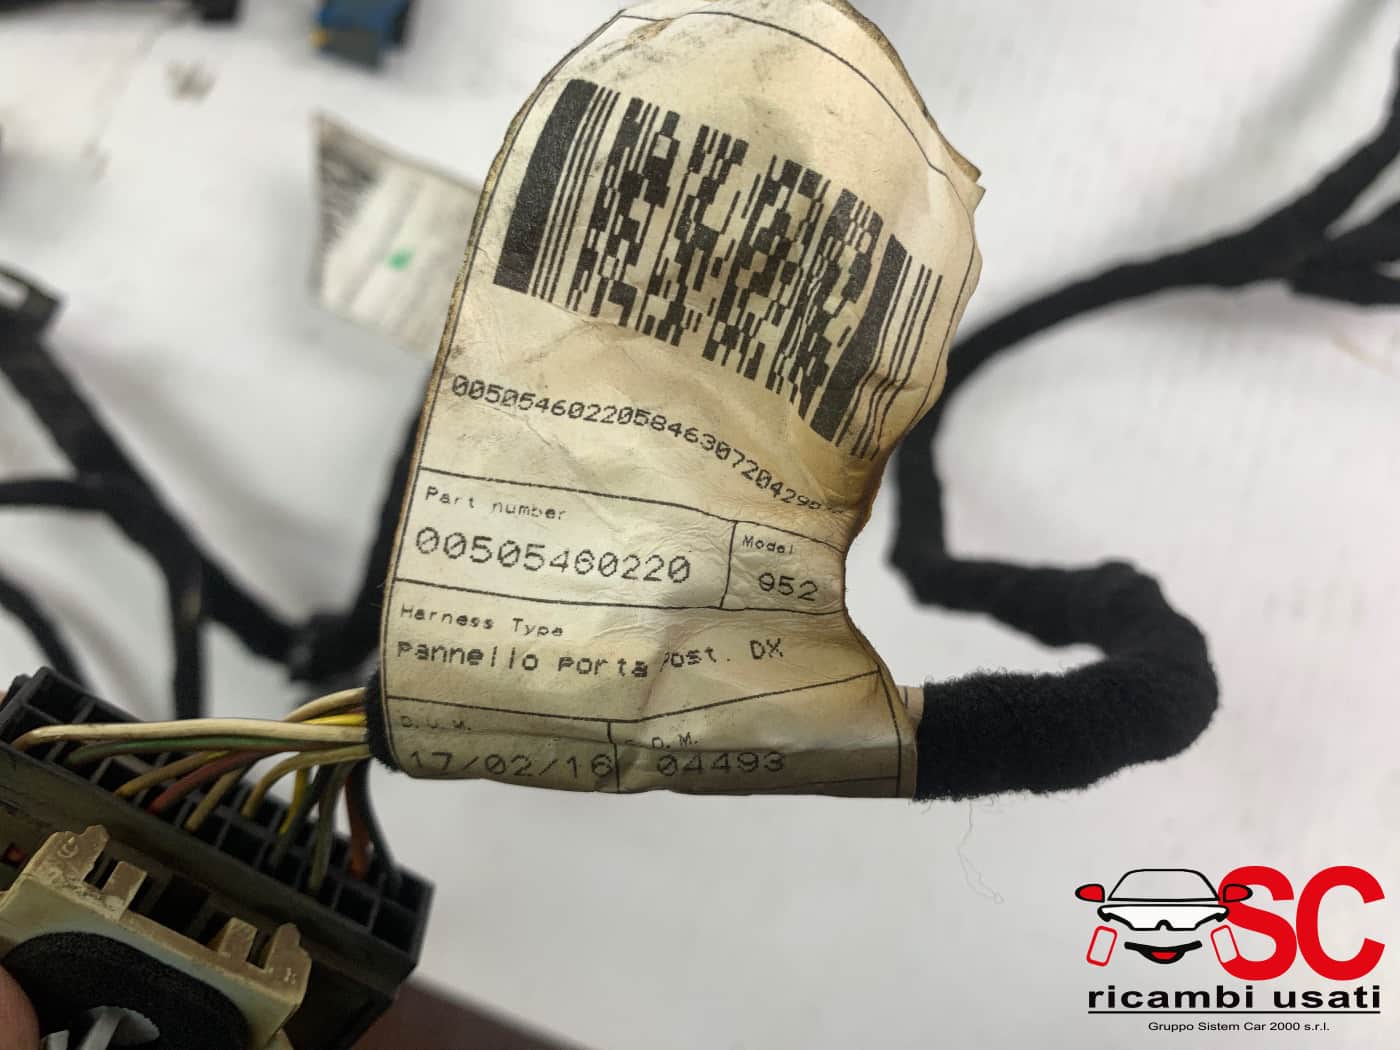 Part number
00505460220
Model
952
Harness Type
Pannello porta Post. DX
D.U.M.
17/02/16
D.M.
04493
SC
ricambi usati
Gruppo Sistem Car 2000 s.r.l.